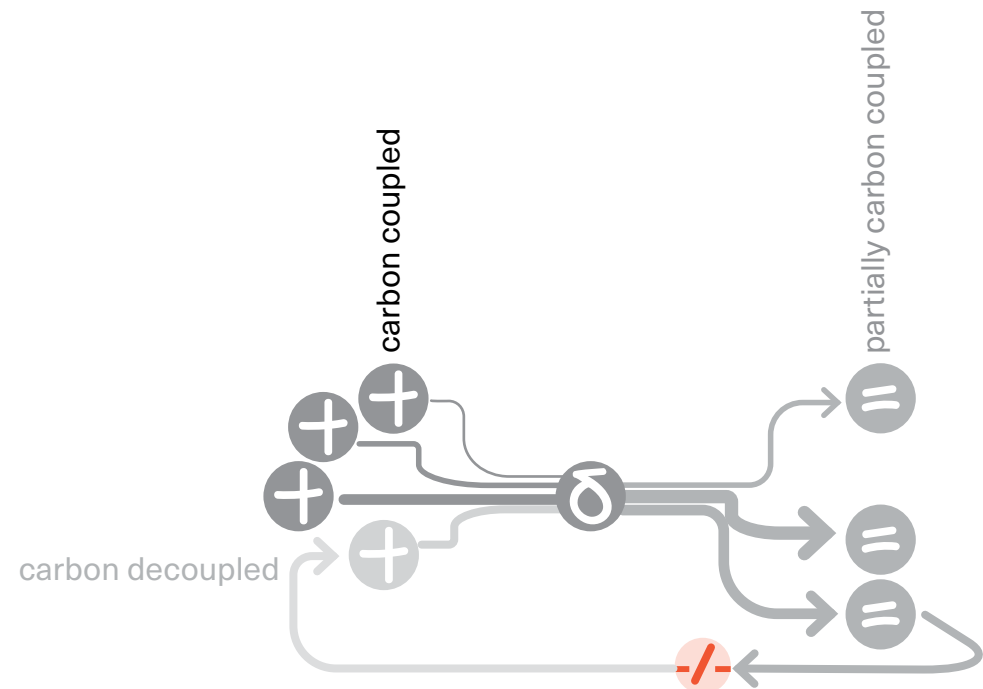 partially carbon coupled
carbon coupled
+
+
+
δ
=
=
+
carbon decoupled
=
-/-